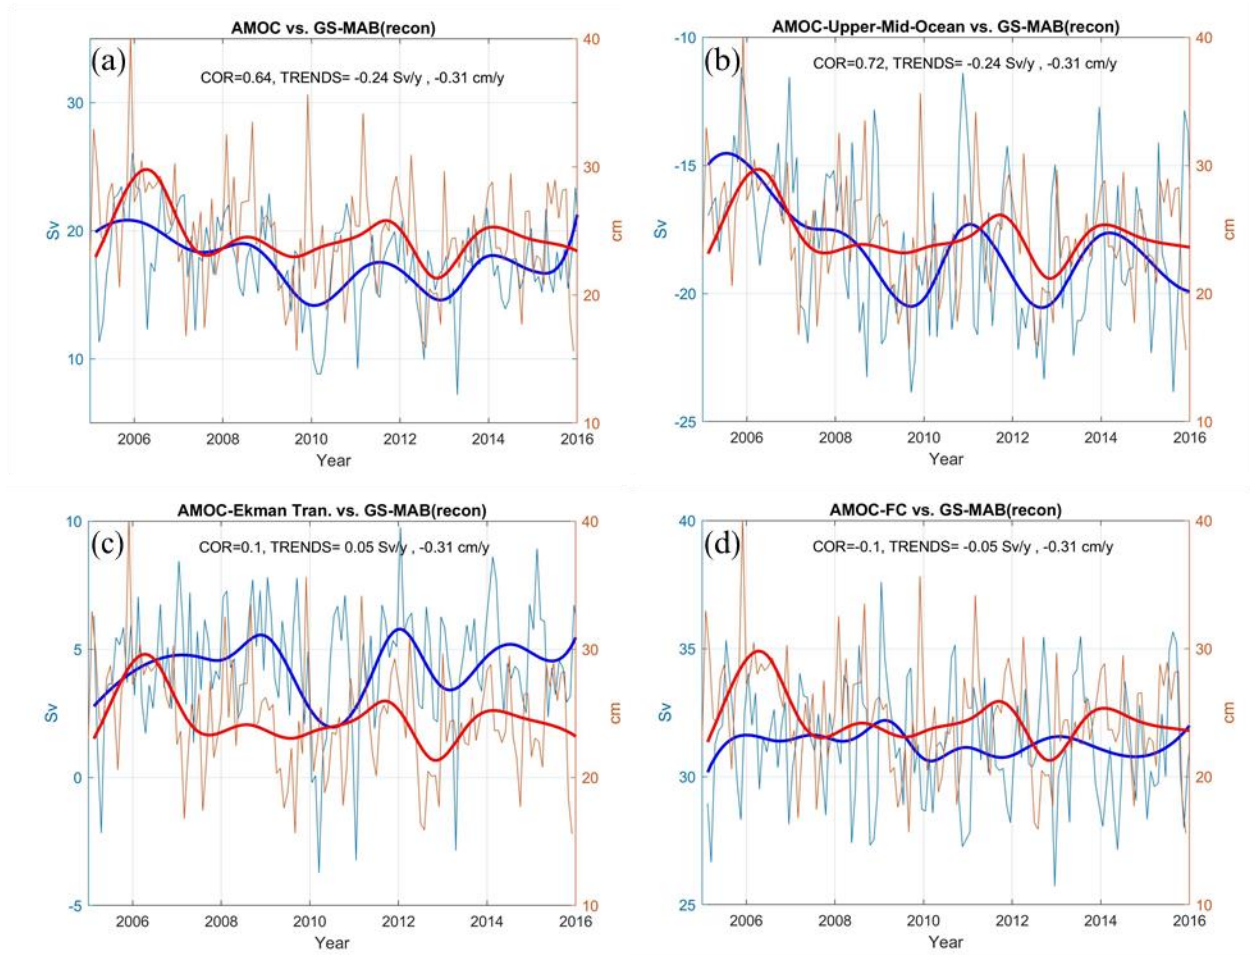 AMOC vs. GS-MAB(recon)
(a)
COR=0.64, TRENDS= -0.24 Sv/y , -0.31 cm/y
40
30
30
20
20
10
10
Sv
cm
2006 2008 2010 2012 2014 2016
Year
AMOC-Upper-Mid-Ocean vs. GS-MAB(recon)
(b)
COR=0.72, TRENDS= -0.24 Sv/y , -0.31 cm/y
-10
40
-15
30
-20
20
-25
10
Sv
cm
2006 2008 2010 2012 2014 2016
Year
AMOC-Ekman Tran. vs. GS-MAB(recon)
(c)
COR=0.1, TRENDS= 0.05 Sv/y , -0.31 cm/y
10
40
5
30
0
20
-5
10
Sv
cm
2006 2008 2010 2012 2014 2016
Year
AMOC-FC vs. GS-MAB(recon)
(d)
COR=-0.1, TRENDS= -0.05 Sv/y , -0.31 cm/y
40
40
35
30
30
20
25
10
Sv
cm
2006 2008 2010 2012 2014 2016
Year